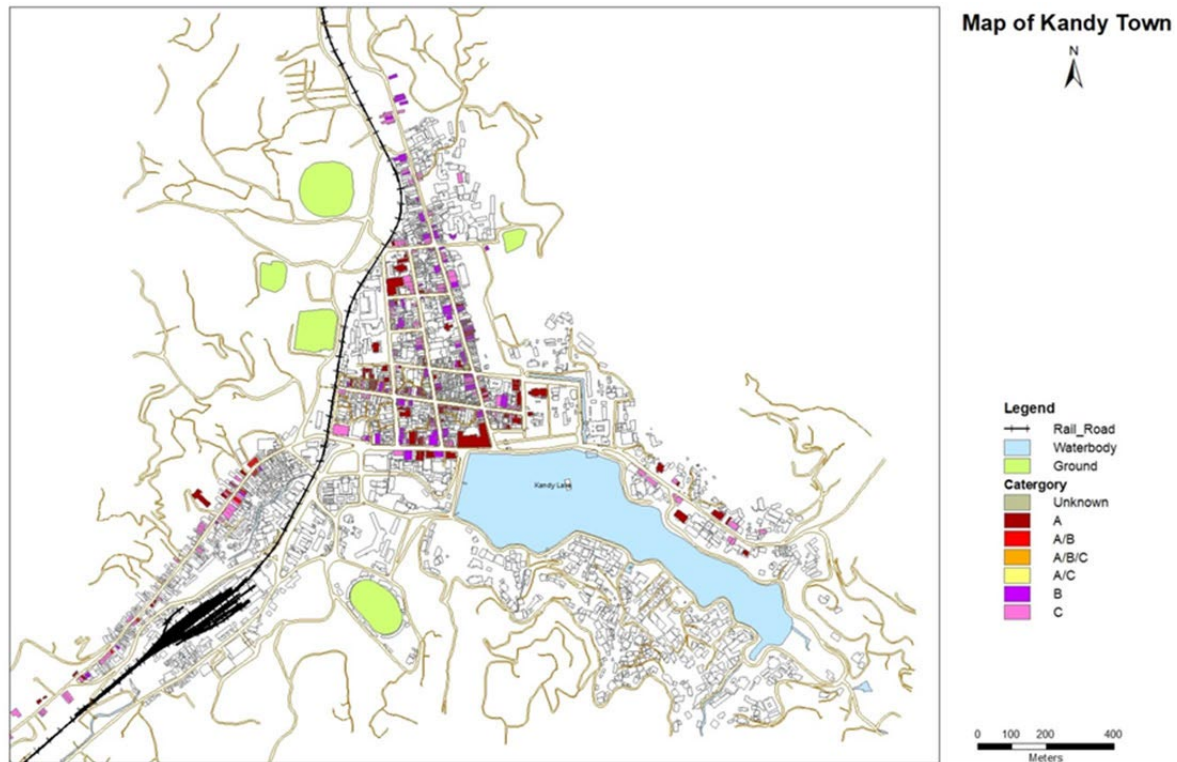 Map of Kandy Town
N
Kandy Lake
Legend
Rail_Road
Waterbody
Ground
Catergory
Unknown
A
A/B
A/B/C
A/C
B
C
0 100 200 400
Meters